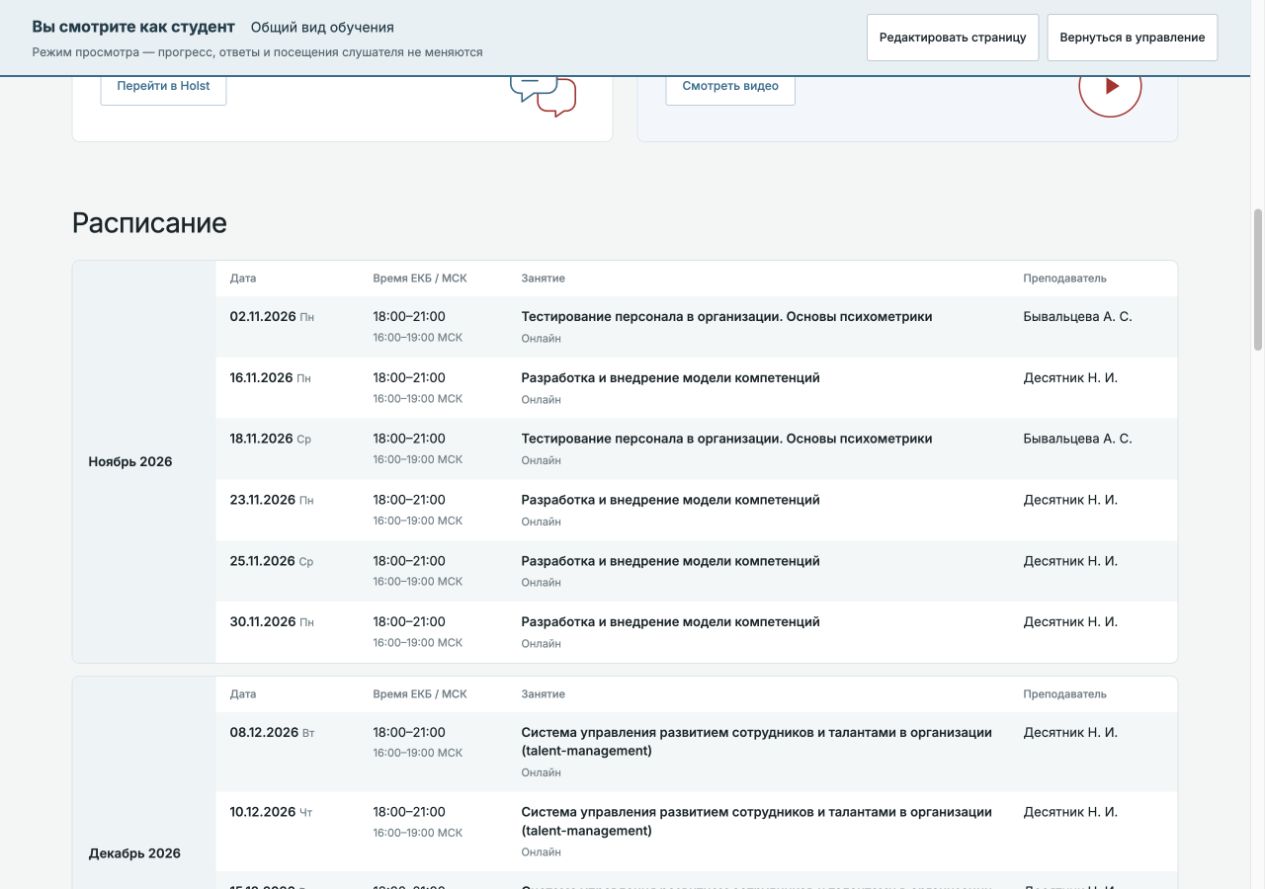 Вы смотрите как студент Общий вид обучения
Режим просмотра — прогресс, ответы и посещения слушателя не меняются
Редактировать страницу
Вернуться в управление
Перейти в Holst
Смотреть видео
Расписание
Ноябрь 2026
Дата Время ЕКБ / МСК Занятие Преподаватель
02.11.2026 Пн 18:00–21:00 Тестирование персонала в организации. Основы психометрики Бывальцева А. С.
16:00–19:00 МСК Онлайн
16.11.2026 Пн 18:00–21:00 Разработка и внедрение модели компетенций Десятник Н. И.
16:00–19:00 МСК Онлайн
18.11.2026 Ср 18:00–21:00 Тестирование персонала в организации. Основы психометрики Бывальцева А. С.
16:00–19:00 МСК Онлайн
23.11.2026 Пн 18:00–21:00 Разработка и внедрение модели компетенций Десятник Н. И.
16:00–19:00 МСК Онлайн
25.11.2026 Ср 18:00–21:00 Разработка и внедрение модели компетенций Десятник Н. И.
16:00–19:00 МСК Онлайн
30.11.2026 Пн 18:00–21:00 Разработка и внедрение модели компетенций Десятник Н. И.
16:00–19:00 МСК Онлайн
Декабрь 2026
Дата Время ЕКБ / МСК Занятие Преподаватель
08.12.2026 Вт 18:00–21:00 Система управления развитием сотрудников и талантами в организации Десятник Н. И.
16:00–19:00 МСК (talent-management)
Онлайн
10.12.2026 Чт 18:00–21:00 Система управления развитием сотрудников и талантами в организации Десятник Н. И.
16:00–19:00 МСК (talent-management)
Онлайн